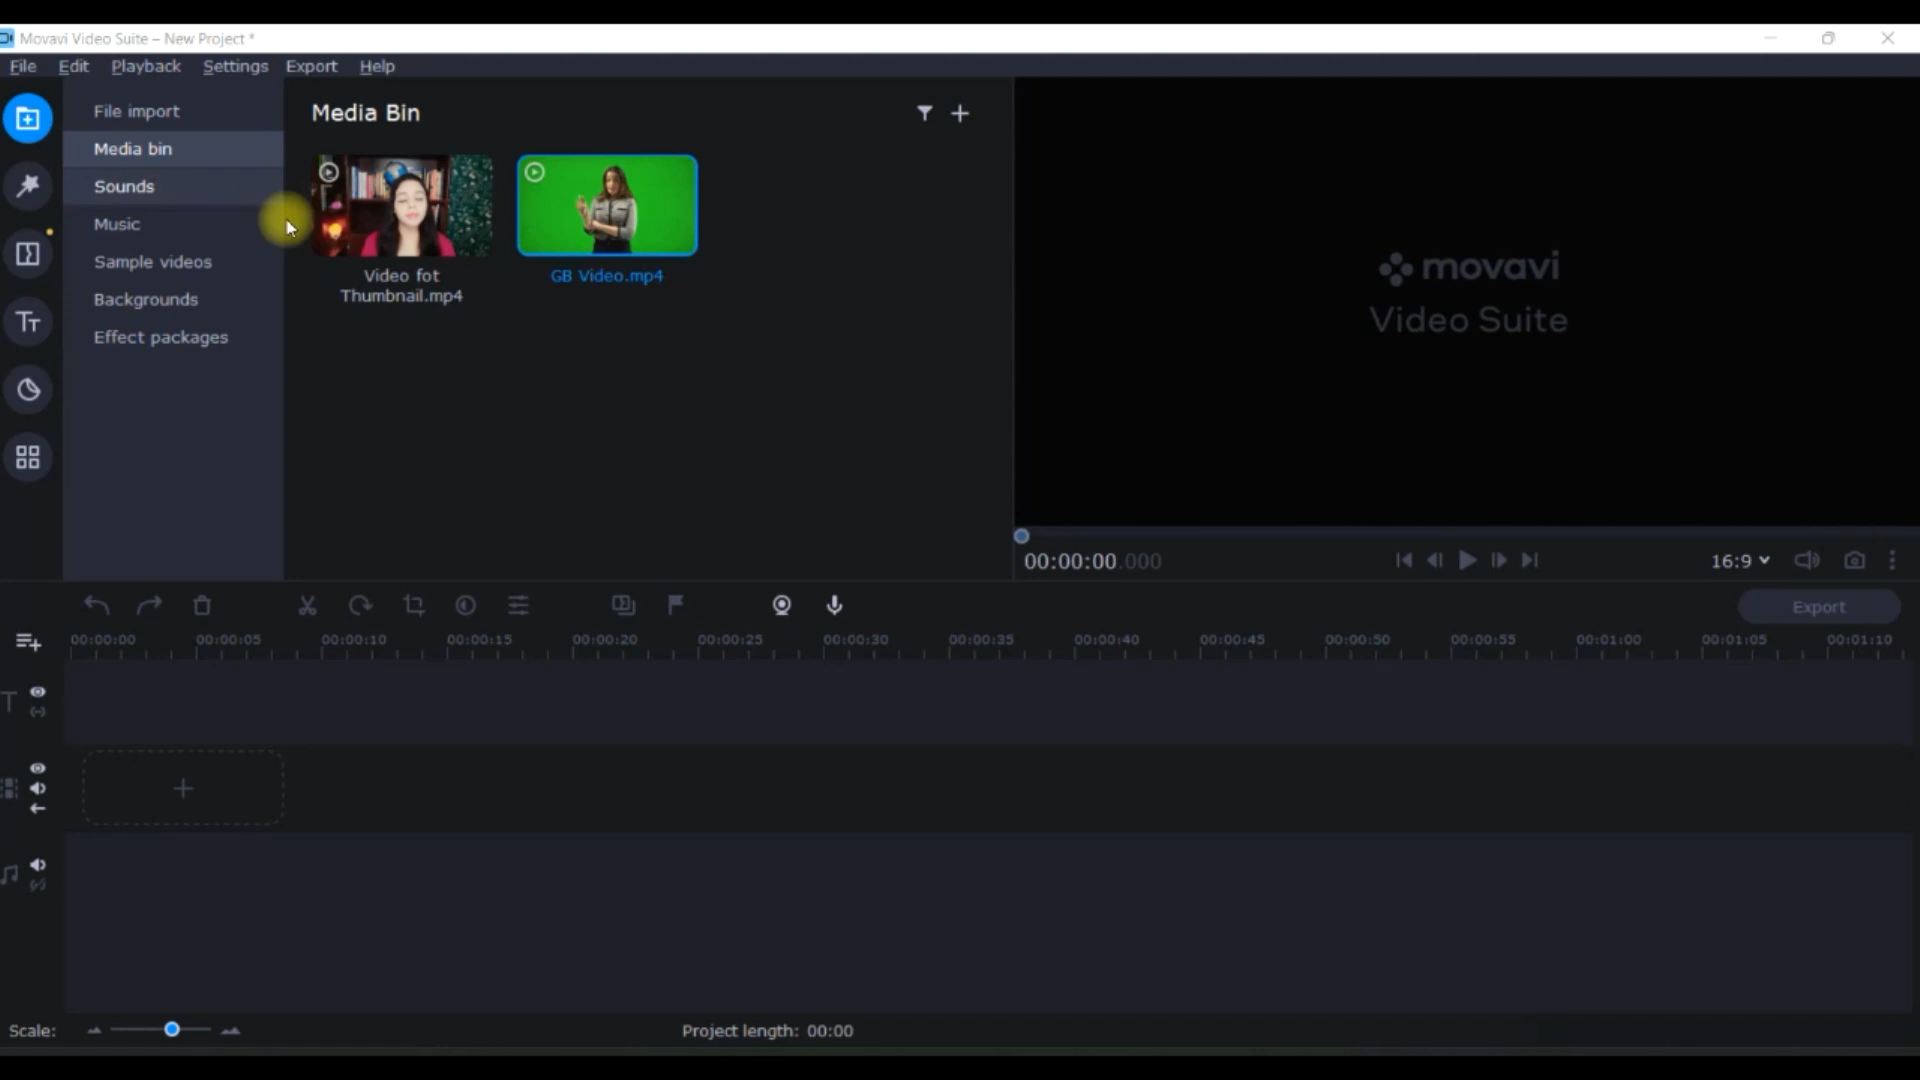 Movavi Video Suite – New Project *
File Edit Playback Settings Export Help
File import
Media bin
Sounds
Music
Sample videos
Backgrounds
Effect packages
Media Bin
Video fot
Thumbnail.mp4
GB Video.mp4
movavi
Video Suite
00:00:00.000
16:9
Export
00:00:00 00:00:05 00:00:10 00:00:15 00:00:20 00:00:25 00:00:30 00:00:35 00:00:40 00:00:45 00:00:50 00:00:55 00:01:00 00:01:05 00:01:10
Scale:
Project length: 00:00